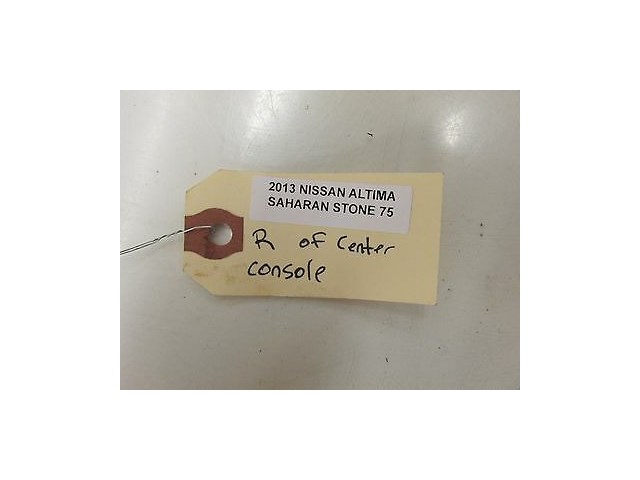 2013 NISSAN ALTIMA
SAHARAN STONE 75
R of Center
console